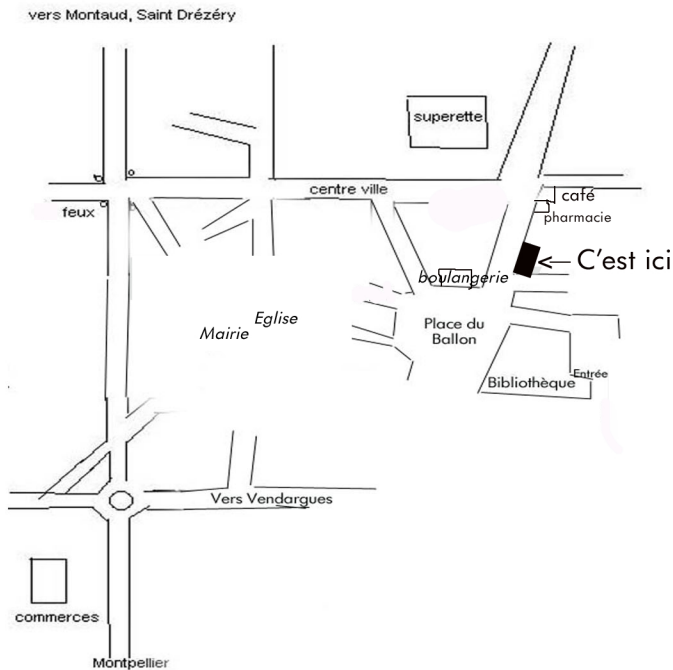 vers Montaud, Saint Drézéry
superette
centre ville
café
feux
pharmacie
C'est ici
boulangerie
Eglise
Mairie
Place du
Ballon
Entrée
Bibliothèque
Vers Vendargues
commerces
Montpellier